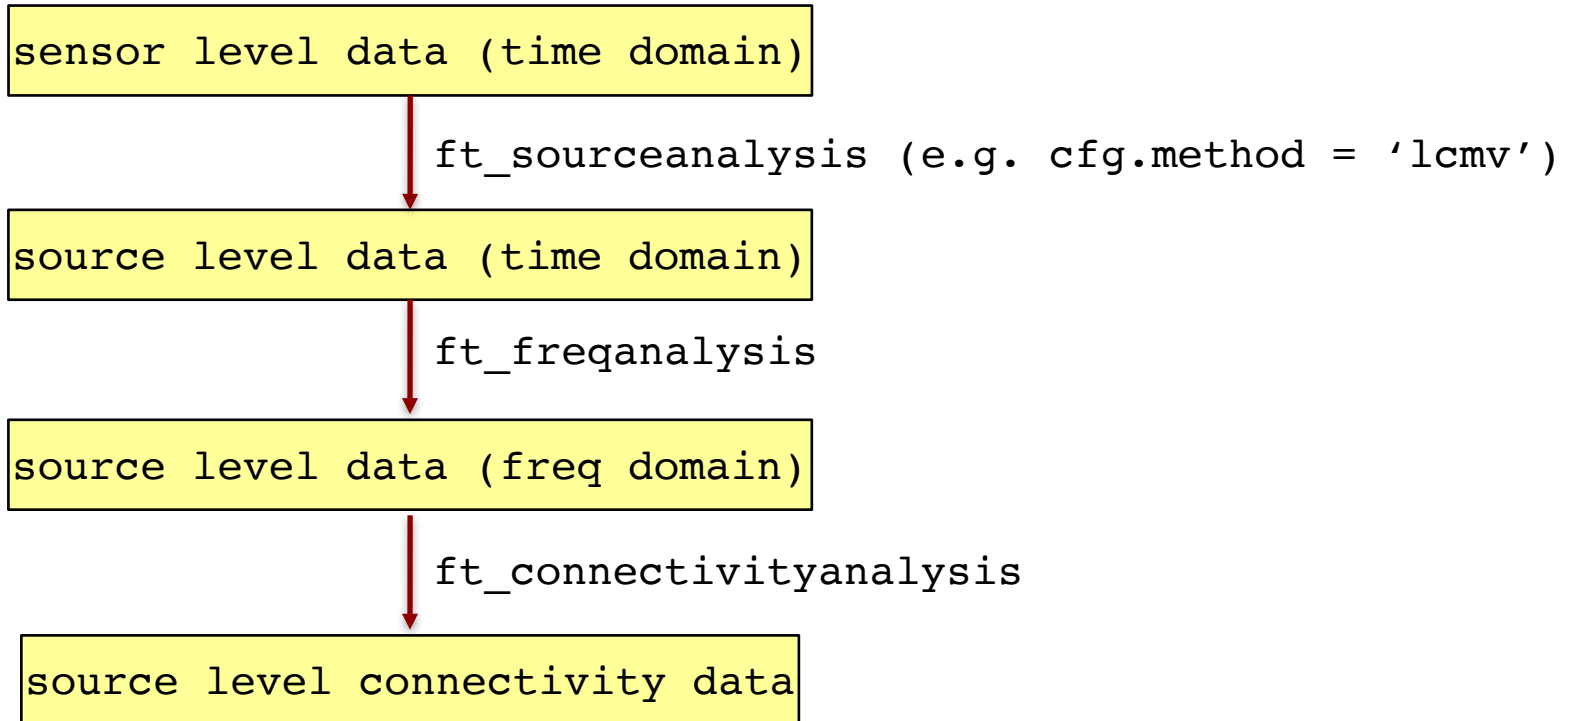 sensor level data (time domain)
ft_sourceanalysis (e.g. cfg.method = ‘lcmv’)
source level data (time domain)
ft_freqanalysis
source level data (freq domain)
ft_connectivityanalysis
source level connectivity data